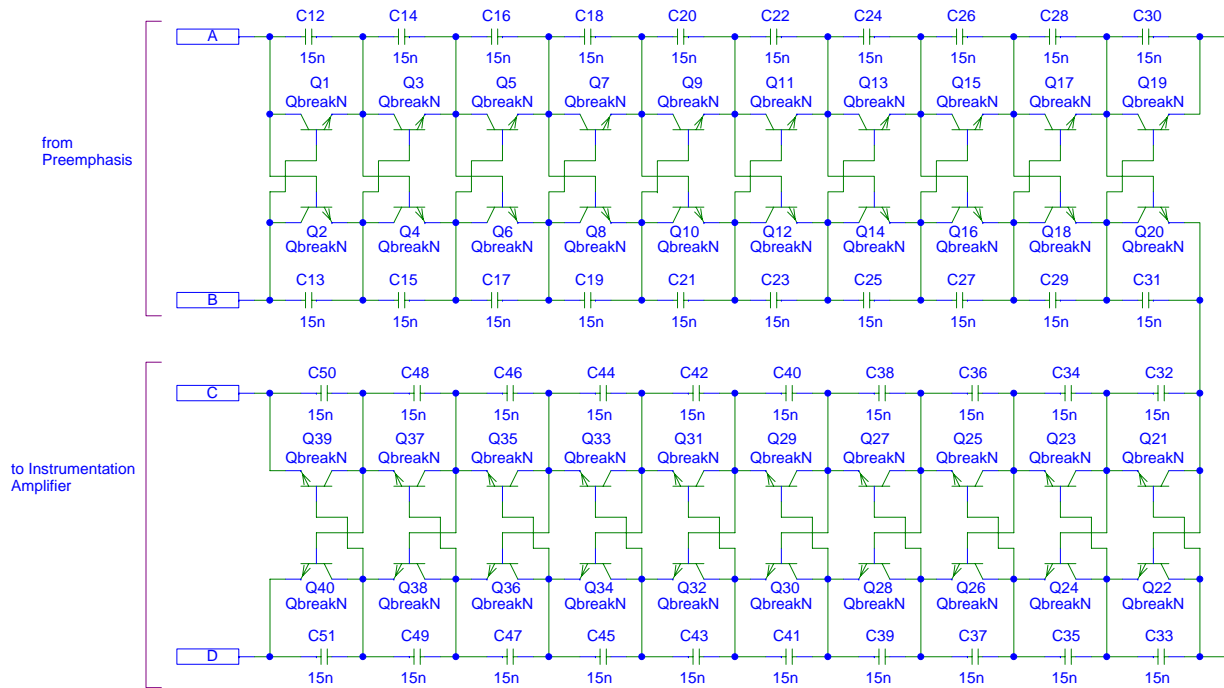 C12 C14 C16 C18 C20 C22 C24 C26 C28 C30
A
15n 15n 15n 15n 15n 15n 15n 15n 15n 15n
Q1 Q3 Q5 Q7 Q9 Q11 Q13 Q15 Q17 Q19
QbreakN QbreakN QbreakN QbreakN QbreakN QbreakN QbreakN QbreakN QbreakN QbreakN
from
Preemphasis
Q2 Q4 Q6 Q8 Q10 Q12 Q14 Q16 Q18 Q20
QbreakN QbreakN QbreakN QbreakN QbreakN QbreakN QbreakN QbreakN QbreakN QbreakN
C13 C15 C17 C19 C21 C23 C25 C27 C29 C31
B
15n 15n 15n 15n 15n 15n 15n 15n 15n 15n
C50 C48 C46 C44 C42 C40 C38 C36 C34 C32
C
15n 15n 15n 15n 15n 15n 15n 15n 15n 15n
Q39 Q37 Q35 Q33 Q31 Q29 Q27 Q25 Q23 Q21
QbreakN QbreakN QbreakN QbreakN QbreakN QbreakN QbreakN QbreakN QbreakN QbreakN
to Instrumentation
Amplifier
Q40 Q38 Q36 Q34 Q32 Q30 Q28 Q26 Q24 Q22
QbreakN QbreakN QbreakN QbreakN QbreakN QbreakN QbreakN QbreakN QbreakN QbreakN
C51 C49 C47 C45 C43 C41 C39 C37 C35 C33
D
15n 15n 15n 15n 15n 15n 15n 15n 15n 15n